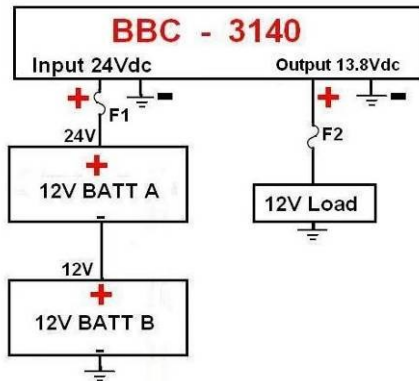 BBC - 3140
Input 24Vdc Output 13.8Vdc
+ - + -
F1
F2
24V
+
12V BATT A
-
12V Load
12V
+
12V BATT B
-